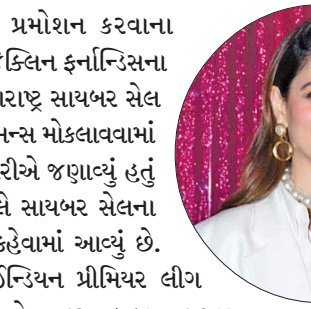 પ્રમોશન કરવાના
ક્લિન ફર્નાન્ડિસના
રાષ્ટ્ર સાયબર સેલ
ન્સ મોકલાવવામાં
રીએ જણાવ્યું હતું
લે સાયબર સેલના
કહેવામાં આવ્યું છે.
ન્ડિયન પ્રીમિયર લીગ